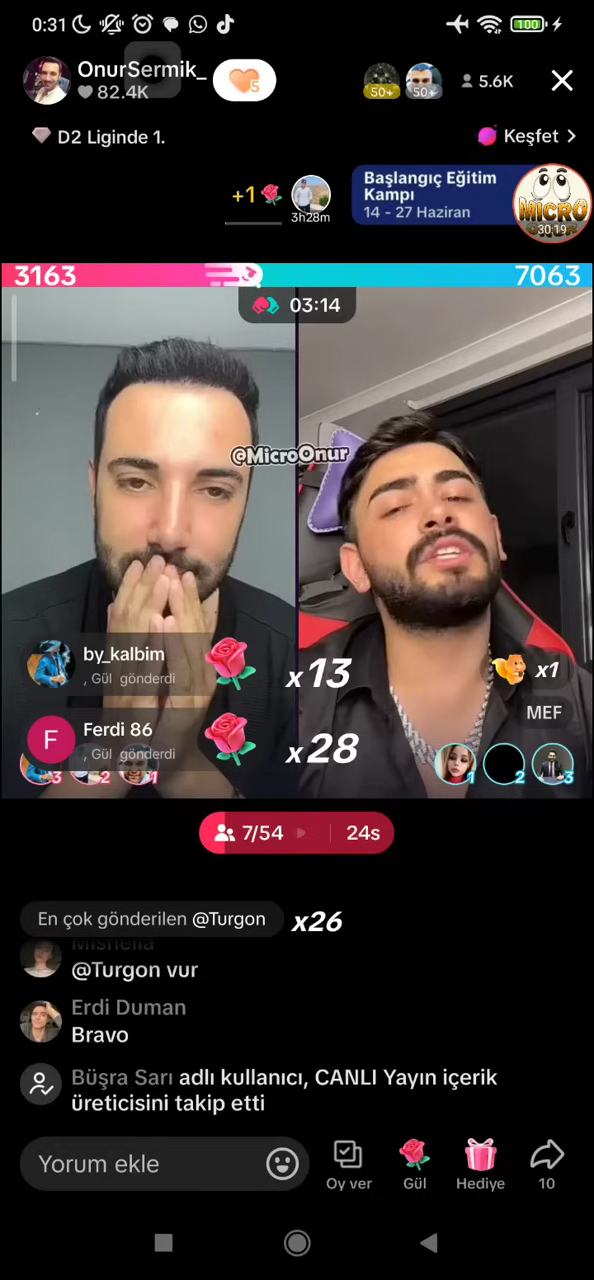 0:31
100
OnurSermik_
82.4K
5
50+
50+
5.6K
D2 Liginde 1.
Keşfet
+1
3h28m
Başlangıç Eğitim
Kampı
14 - 27 Haziran
MICRO
ONUR
30:19
3163
7063
03:14
@MicroOnur
by_kalbim
, Gül gönderdi
x13
x1
MEF
F
Ferdi 86
, Gül gönderdi
x28
3
2
1
1
2
3
7/54
24s
En çok gönderilen @Turgon
x26
Mishella
@Turgon vur
Erdi Duman
Bravo
Büşra Sarı adlı kullanıcı, CANLI Yayın içerik
üreticisini takip etti
Yorum ekle
Oy ver
Gül
Hediye
10